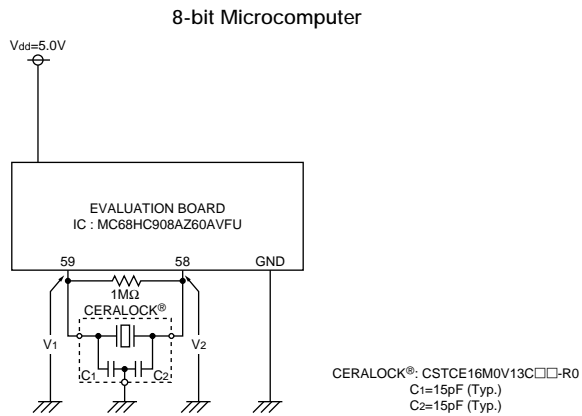 8-bit Microcomputer
Vdd=5.0V
EVALUATION BOARD
IC : MC68HC908AZ60AVFU
59 58 GND
1MΩ
CERALOCK®
V1 V2
C1 C2
CERALOCK®: CSTCE16M0V13C□□-R0
C1=15pF (Typ.)
C2=15pF (Typ.)